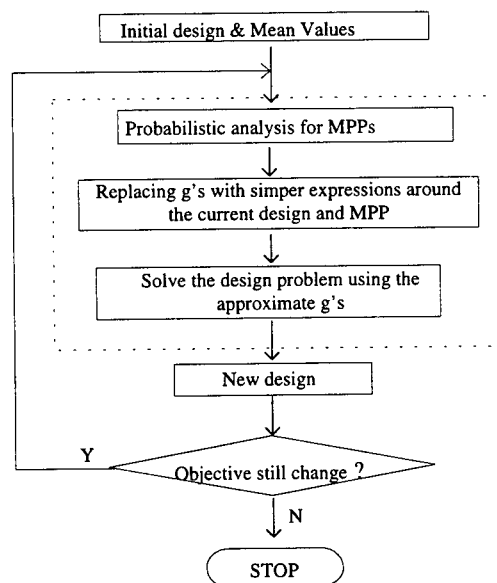 Initial design & Mean Values
Probabilistic analysis for MPPs
Replacing g's with simper expressions around
the current design and MPP
Solve the design problem using the
approximate g's
New design
Y
Objective still change ?
N
STOP